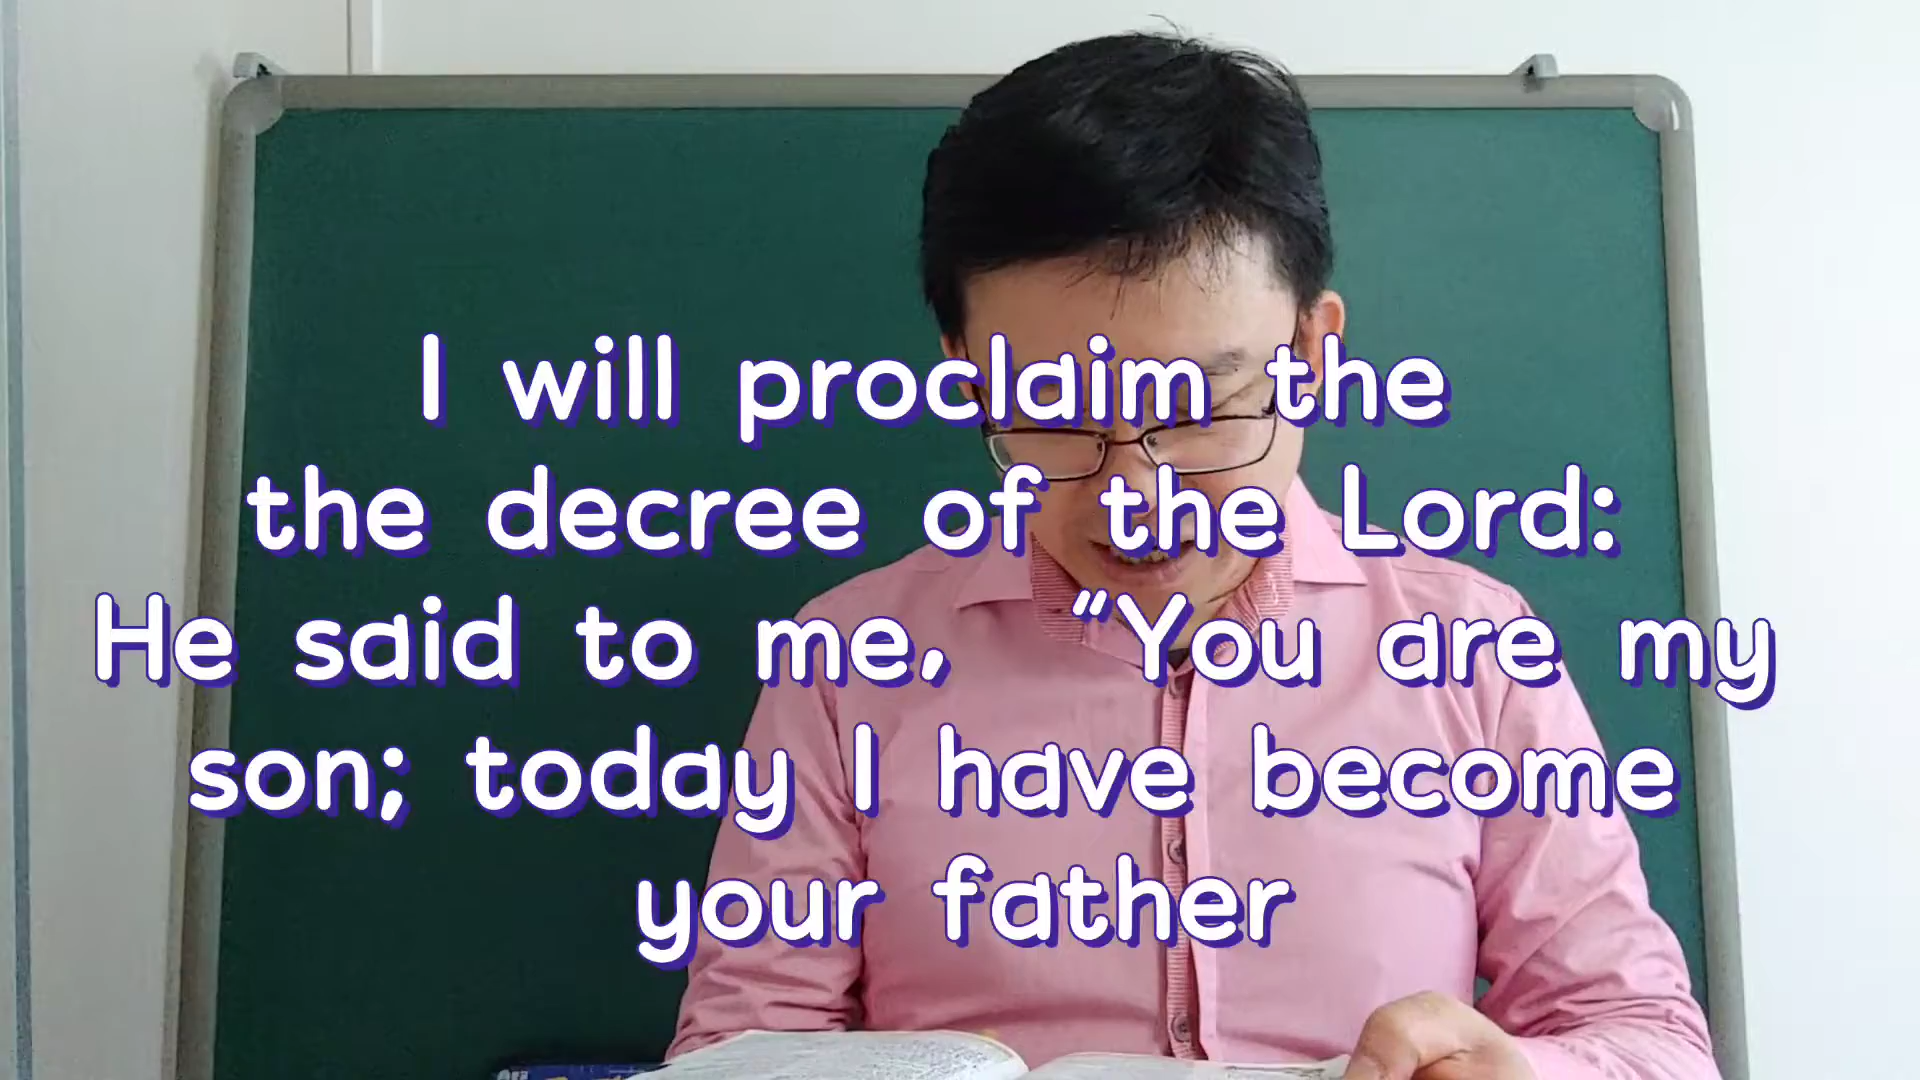 I will proclaim the
the decree of the Lord:
He said to me, “You are my
son; today I have become
your father